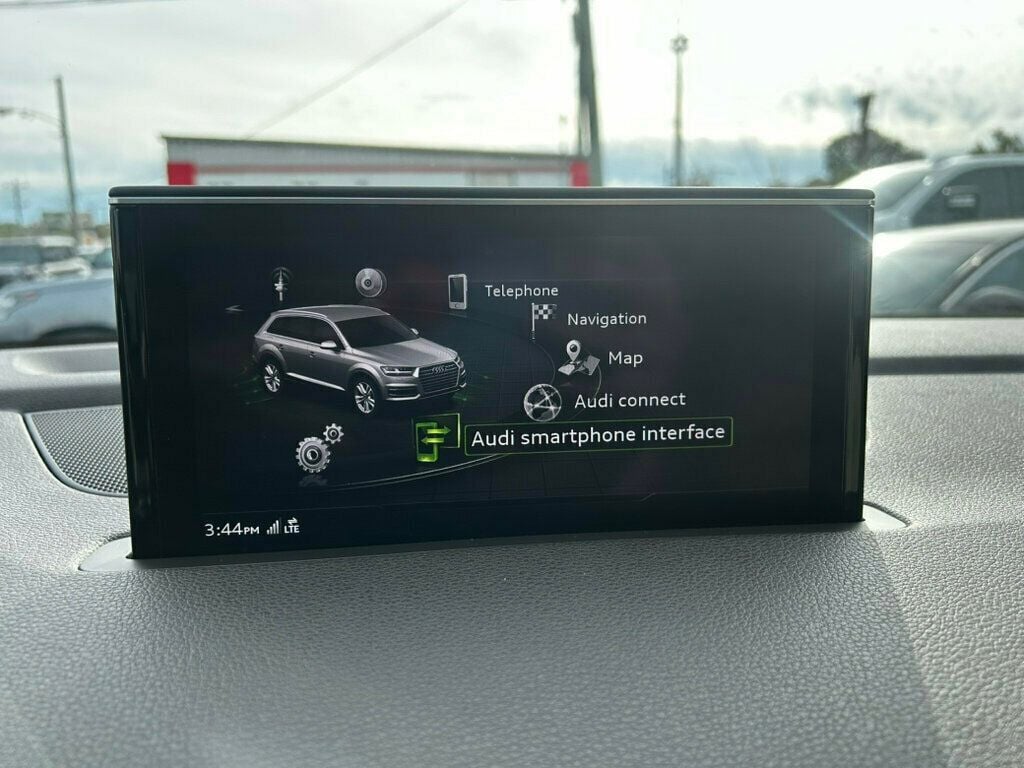 Telephone
Navigation
Map
Audi connect
Audi smartphone interface
3:44PM LTE